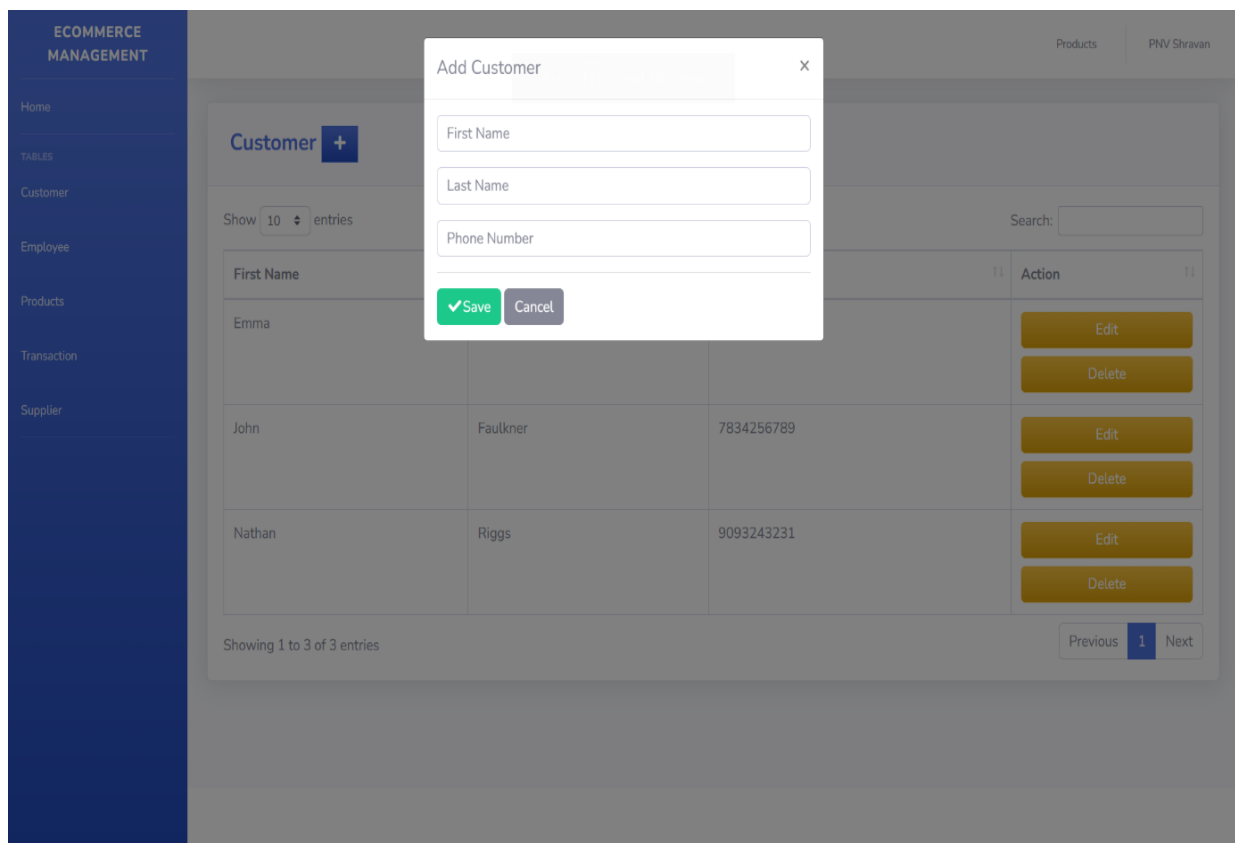 ECOMMERCE
MANAGEMENT
Home
TABLES
Customer
Employee
Products
Transaction
Supplier
Products PNV Shravan
Add Customer x
First Name
Last Name
Phone Number
✔Save Cancel
Customer +
Show 10 entries Search:
First Name Action
Emma Edit
Delete
John Faulkner 7834256789 Edit
Delete
Nathan Riggs 9093243231 Edit
Delete
Showing 1 to 3 of 3 entries Previous 1 Next